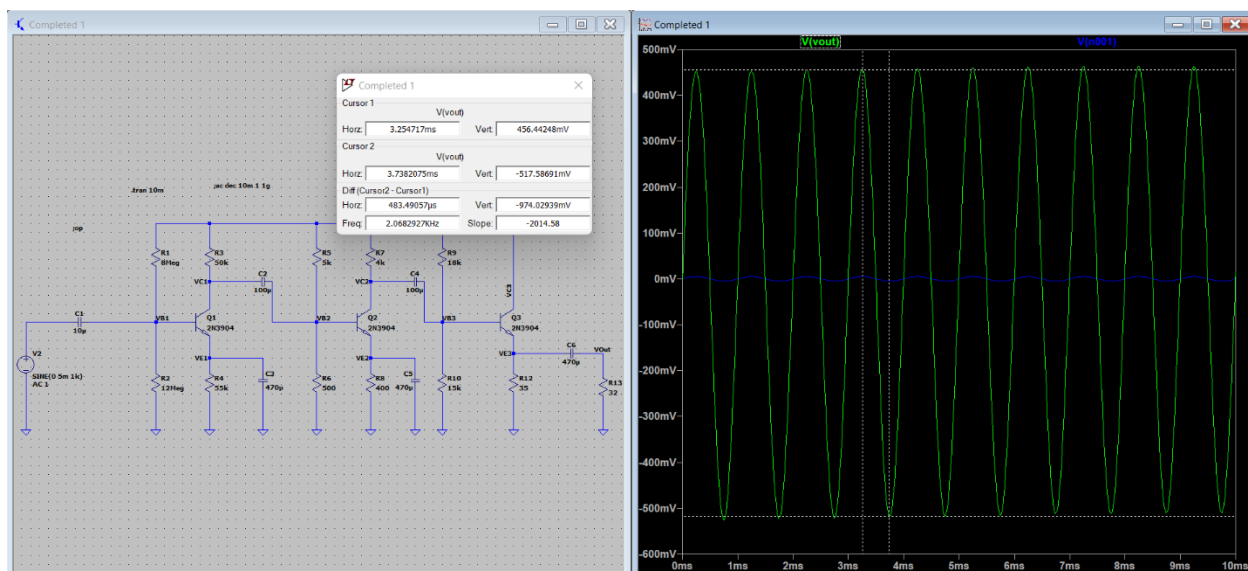 Completed 1
.tran 10m
;ac dec 10m 1 1g
;op
R1
8Meg
R3
50k
R5
5k
R7
4k
R9
18k
VC1
C2
100µ
VC2
C4
100µ
VC3
C1
10µ
VB1
Q1
2N3904
VB2
Q2
2N3904
VB3
Q3
2N3904
V2
SINE(0 5m 1k)
AC 1
VE1
VE2
VE3
C6
470µ
VOut
R2
12Meg
R4
55k
C3
470µ
R6
500
R8
400
C5
470µ
R10
15k
R12
35
R13
32
Completed 1
Cursor 1
V(vout)
Horz: 3.254717ms Vert: 456.44248mV
Cursor 2
V(vout)
Horz: 3.7382075ms Vert: -517.58691mV
Diff (Cursor2 - Cursor1)
Horz: 483.49057µs Vert: -974.02939mV
Freq: 2.0682927KHz Slope: -2014.58
Completed 1
V(vout) V(n001)
500mV
400mV
300mV
200mV
100mV
0mV
-100mV
-200mV
-300mV
-400mV
-500mV
-600mV
0ms 1ms 2ms 3ms 4ms 5ms 6ms 7ms 8ms 9ms 10ms